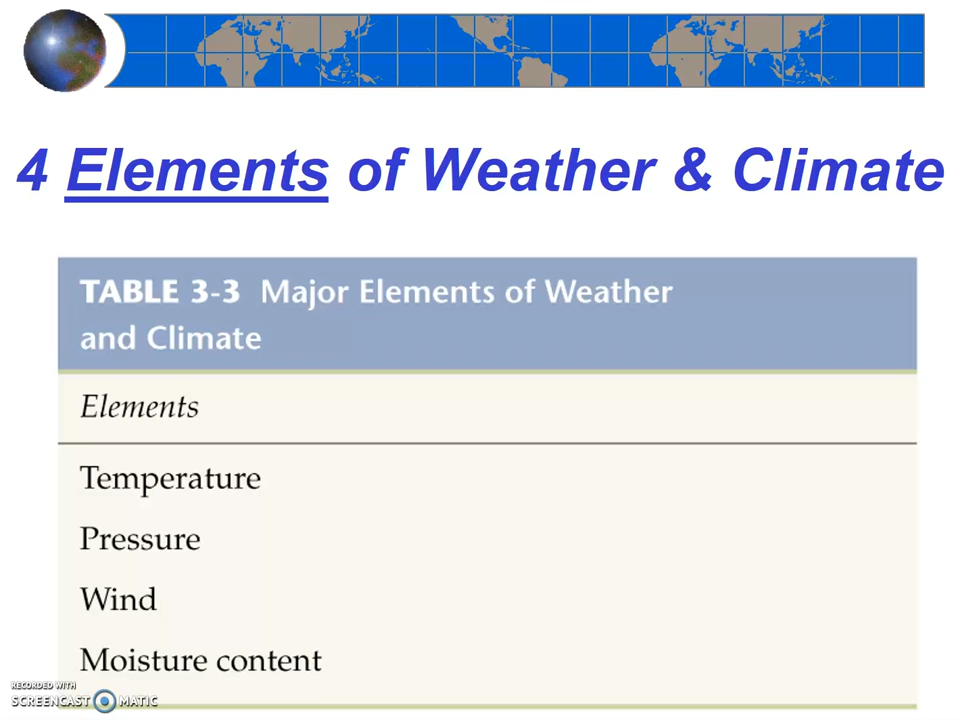 4 Elements of Weather & Climate
TABLE 3-3 Major Elements of Weather
and Climate
Elements
Temperature
Pressure
Wind
Moisture content
RECORDED WITH
SCREENCAST MATIC